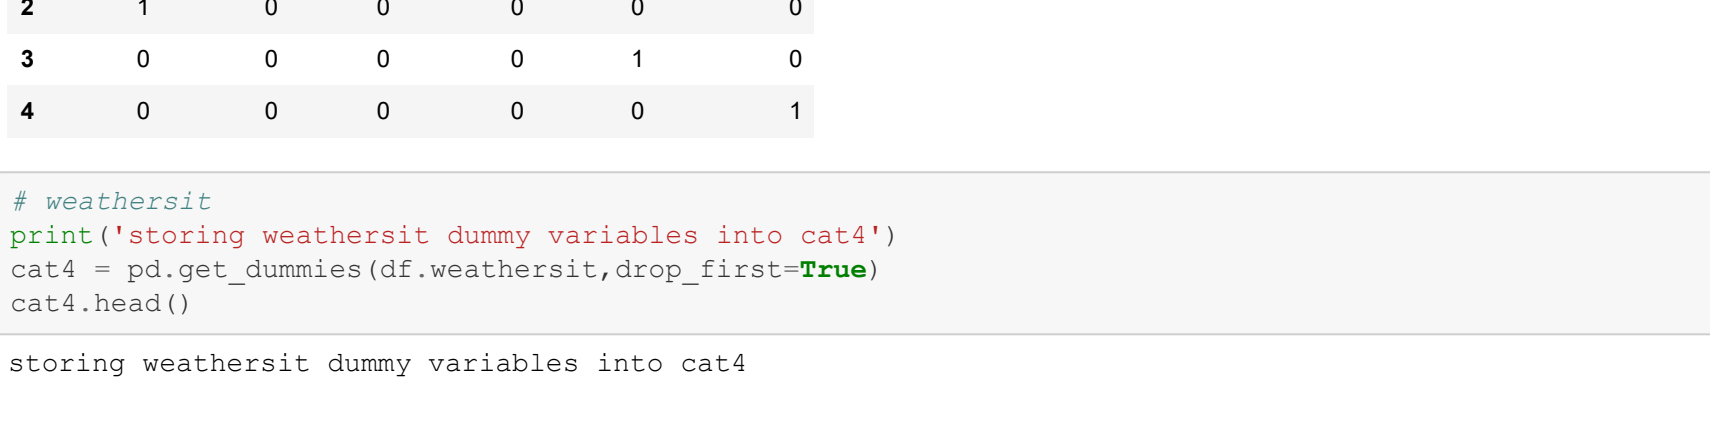 2 1 0 0 0 0 0
3 0 0 0 0 1 0
4 0 0 0 0 0 1
# weathersit
print('storing weathersit dummy variables into cat4')
cat4 = pd.get_dummies(df.weathersit,drop_first=True)
cat4.head()
storing weathersit dummy variables into cat4